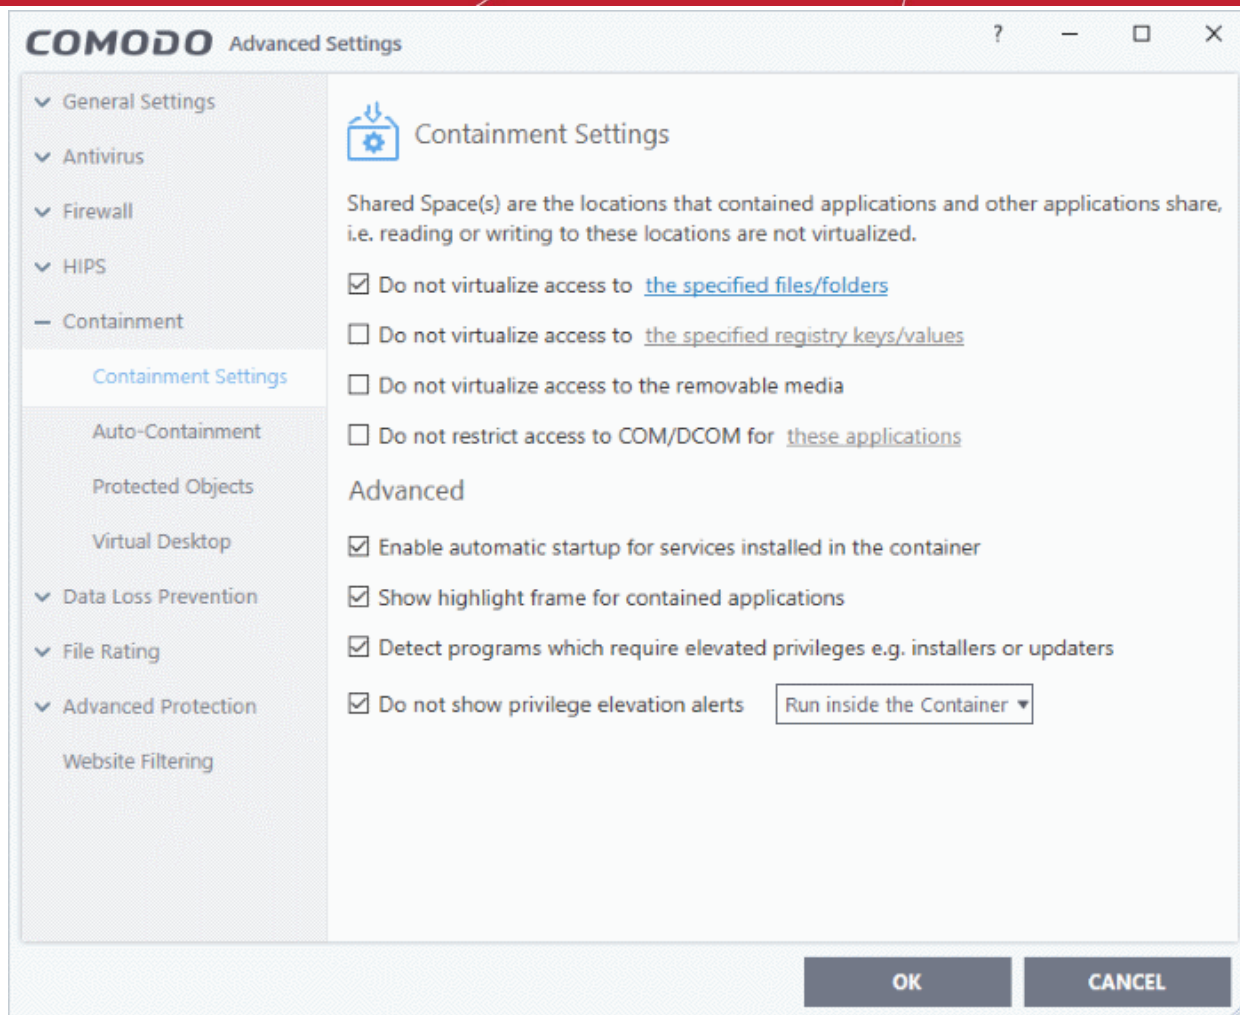 COMODO Advanced Settings ?
General Settings
Antivirus
Firewall
HIPS
Containment
Containment Settings
Auto-Containment
Protected Objects
Virtual Desktop
Data Loss Prevention
File Rating
Advanced Protection
Website Filtering
Containment Settings
Shared Space(s) are the locations that contained applications and other applications share,
i.e. reading or writing to these locations are not virtualized.
Do not virtualize access to the specified files/folders
Do not virtualize access to the specified registry keys/values
Do not virtualize access to the removable media
Do not restrict access to COM/DCOM for these applications
Advanced
Enable automatic startup for services installed in the container
Show highlight frame for contained applications
Detect programs which require elevated privileges e.g. installers or updaters
Do not show privilege elevation alerts Run inside the Container
OK CANCEL